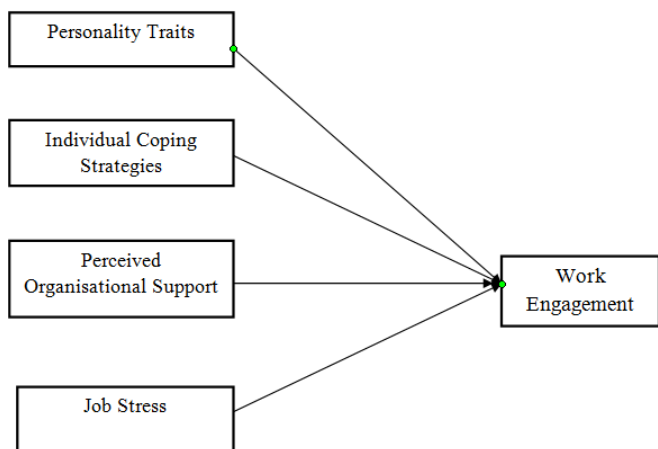 Personality Traits
Individual Coping
Strategies
Perceived
Organisational Support
Work
Engagement
Job Stress